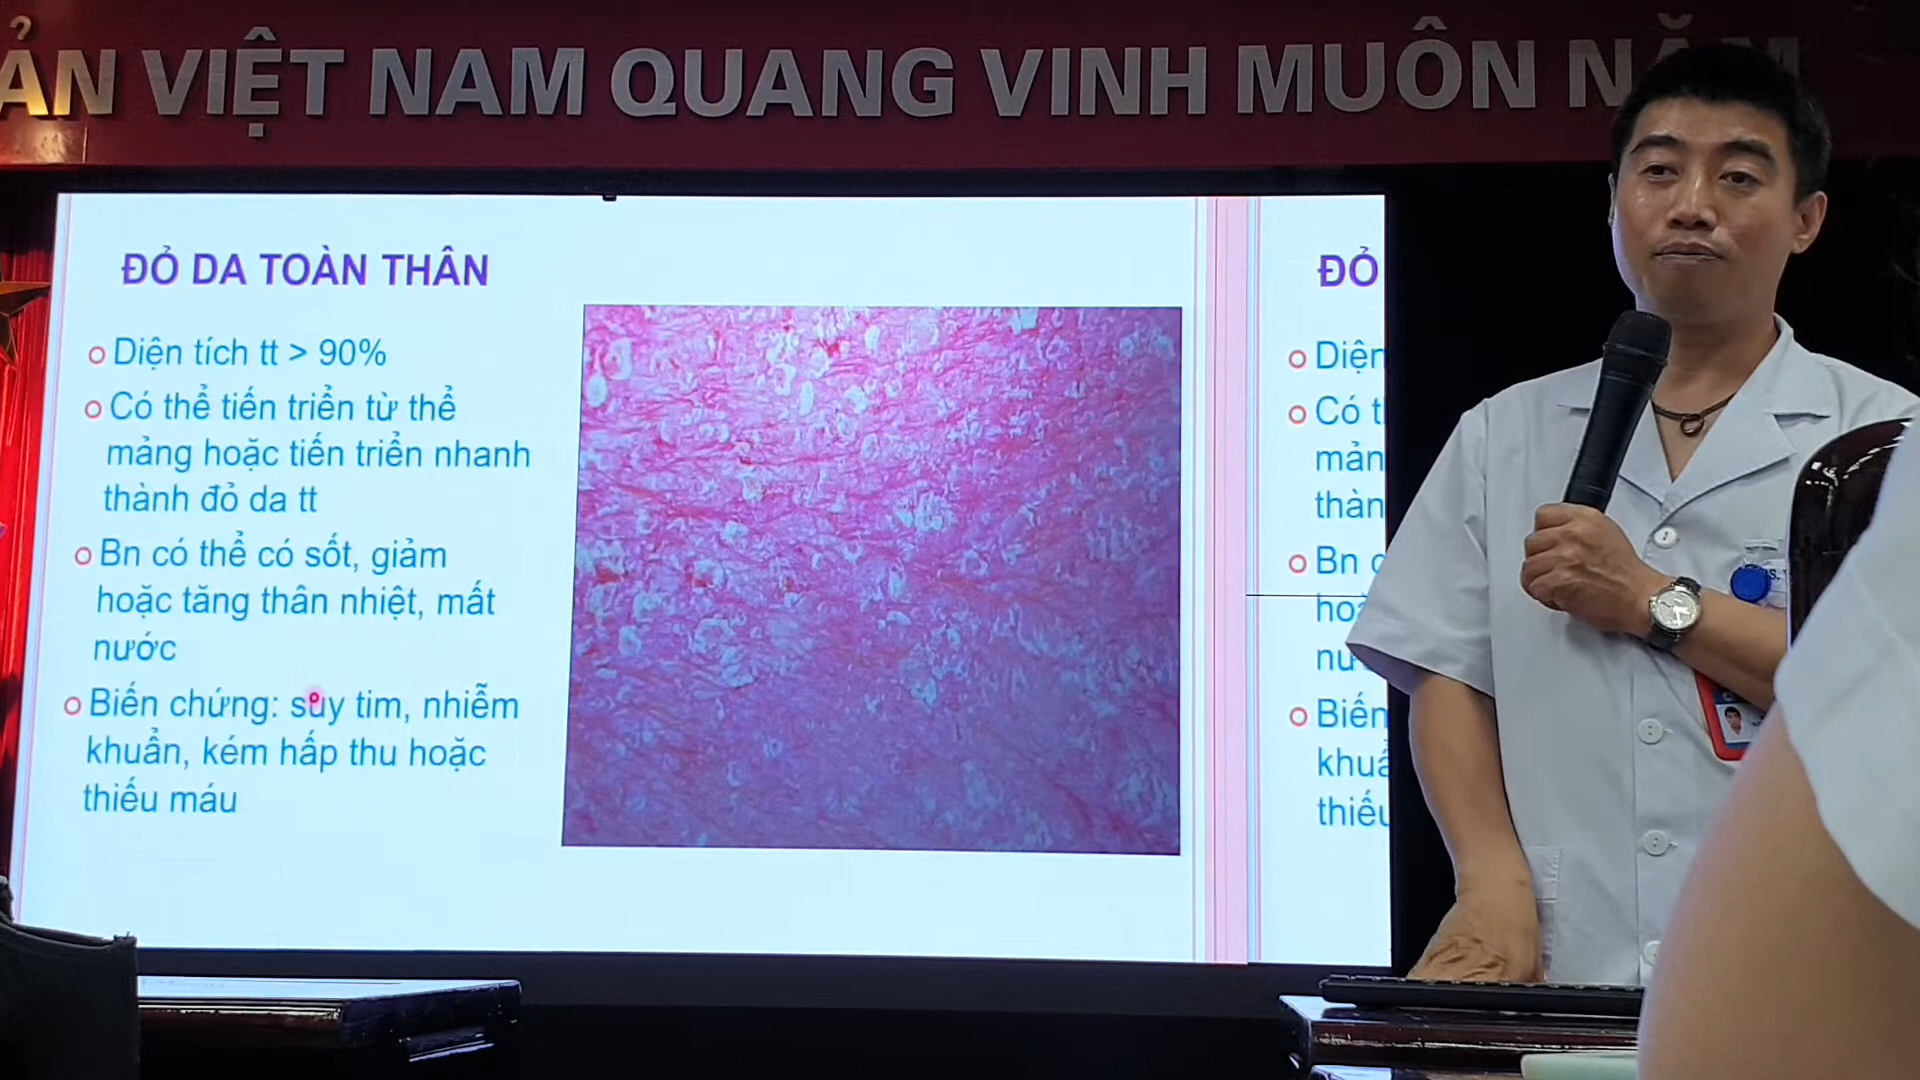 ẢN VIỆT NAM QUANG VINH MUÔN NĂM
ĐỎ DA TOÀN THÂN
Diện tích tt > 90%
Có thể tiến triển từ thể
mảng hoặc tiến triển nhanh
thành đỏ da tt
Bn có thể có sốt, giảm
hoặc tăng thân nhiệt, mất
nước
Biến chứng: suy tim, nhiễm
khuẩn, kém hấp thu hoặc
thiếu máu
ĐỎ
Diện
Có t
mản
thàn
Bn c
hoặ
nư
Biến
khuẩ
thiếu